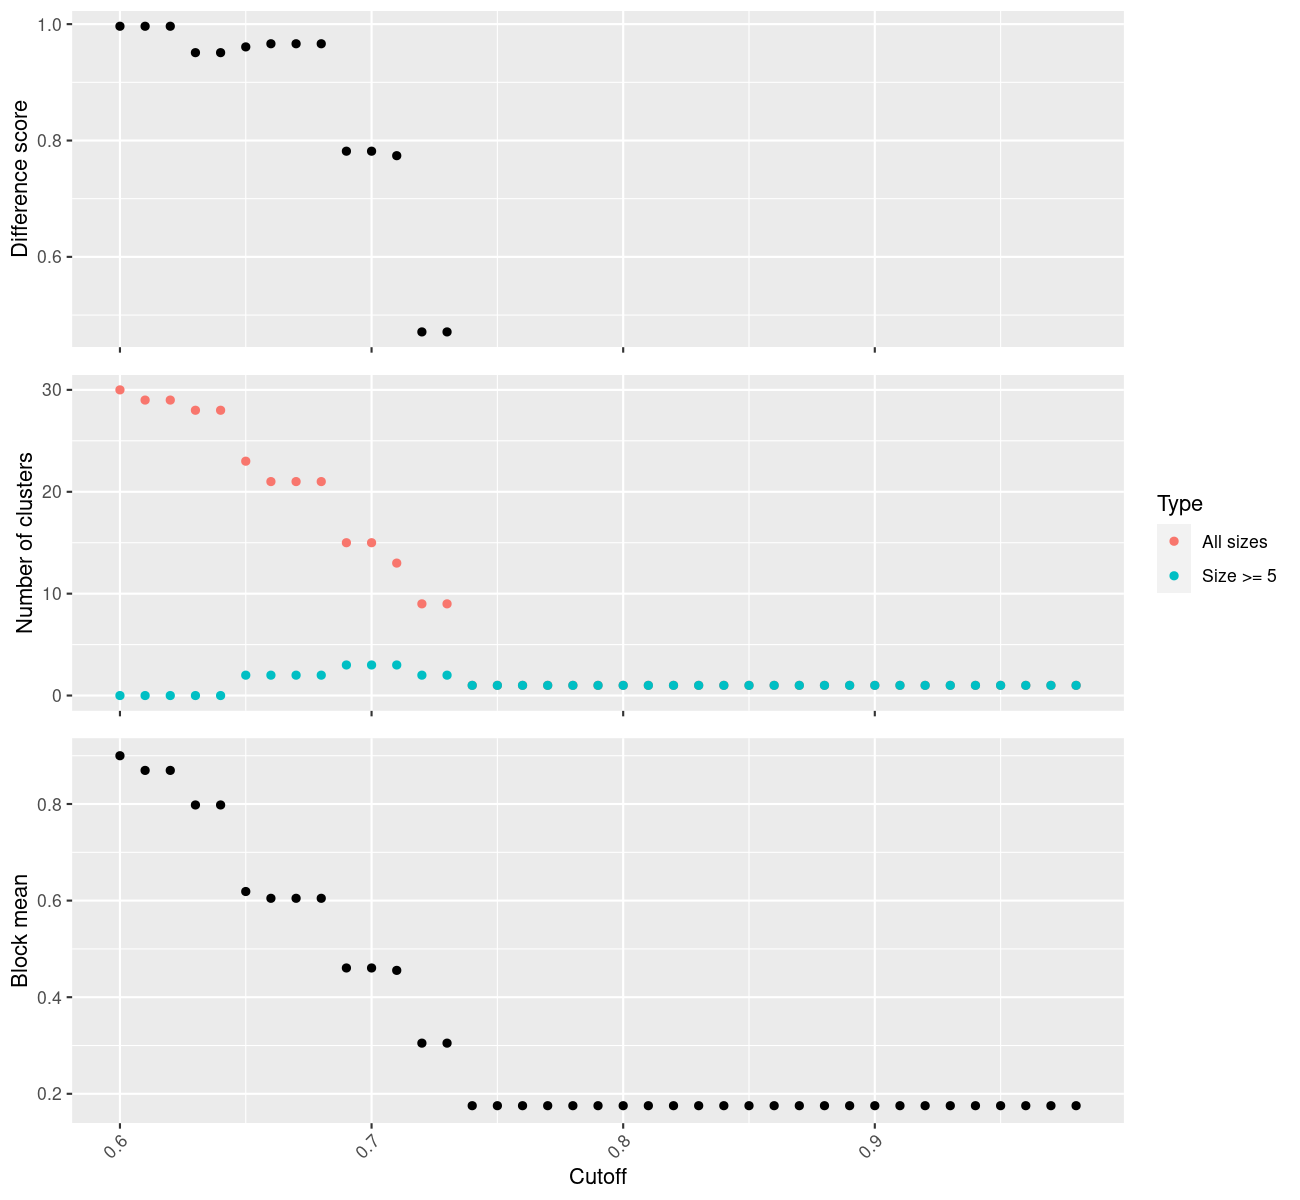 Difference score
1.0
0.8
0.6
Number of clusters
30
20
10
0
Type
All sizes
Size >= 5
Block mean
0.8
0.6
0.4
0.2
0.6
0.7
0.8
0.9
Cutoff